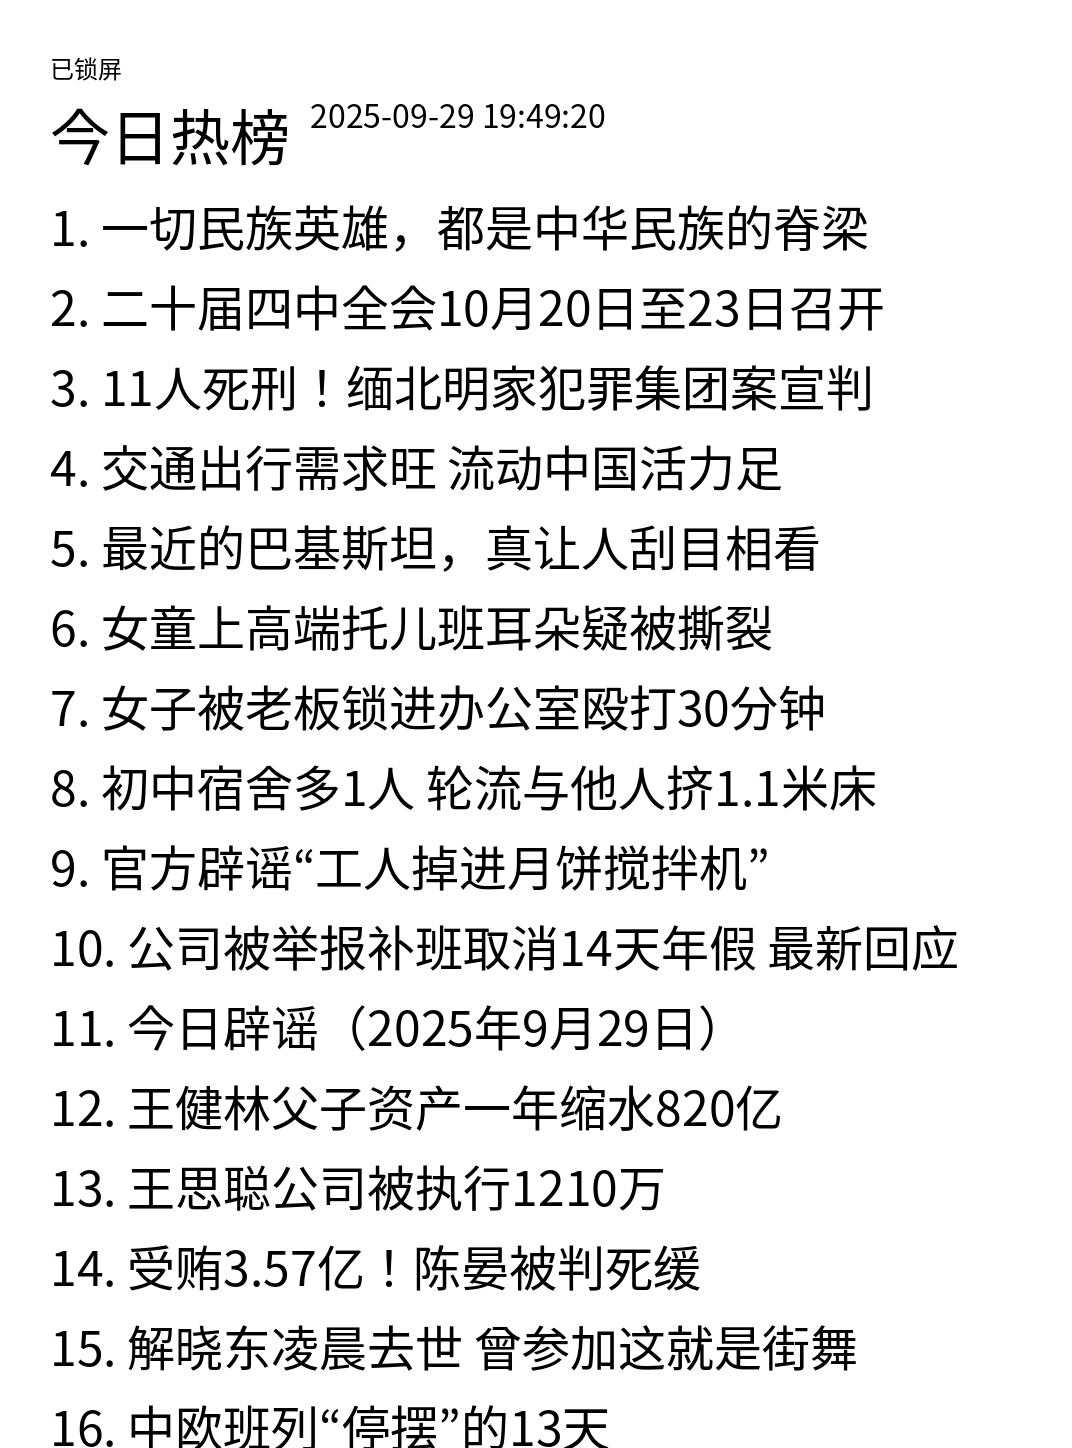 已锁屏
今日热榜 2025-09-29 19:49:20
1. 一切民族英雄，都是中华民族的脊梁
2. 二十届四中全会10月20日至23日召开
3. 11人死刑！缅北明家犯罪集团案宣判
4. 交通出行需求旺 流动中国活力足
5. 最近的巴基斯坦，真让人刮目相看
6. 女童上高端托儿班耳朵疑被撕裂
7. 女子被老板锁进办公室殴打30分钟
8. 初中宿舍多1人 轮流与他人挤1.1米床
9. 官方辟谣“工人掉进月饼搅拌机”
10. 公司被举报补班取消14天年假 最新回应
11. 今日辟谣（2025年9月29日）
12. 王健林父子资产一年缩水820亿
13. 王思聪公司被执行1210万
14. 受贿3.57亿！陈晏被判死缓
15. 解晓东凌晨去世 曾参加这就是街舞
16. 中欧班列“停摆”的13天